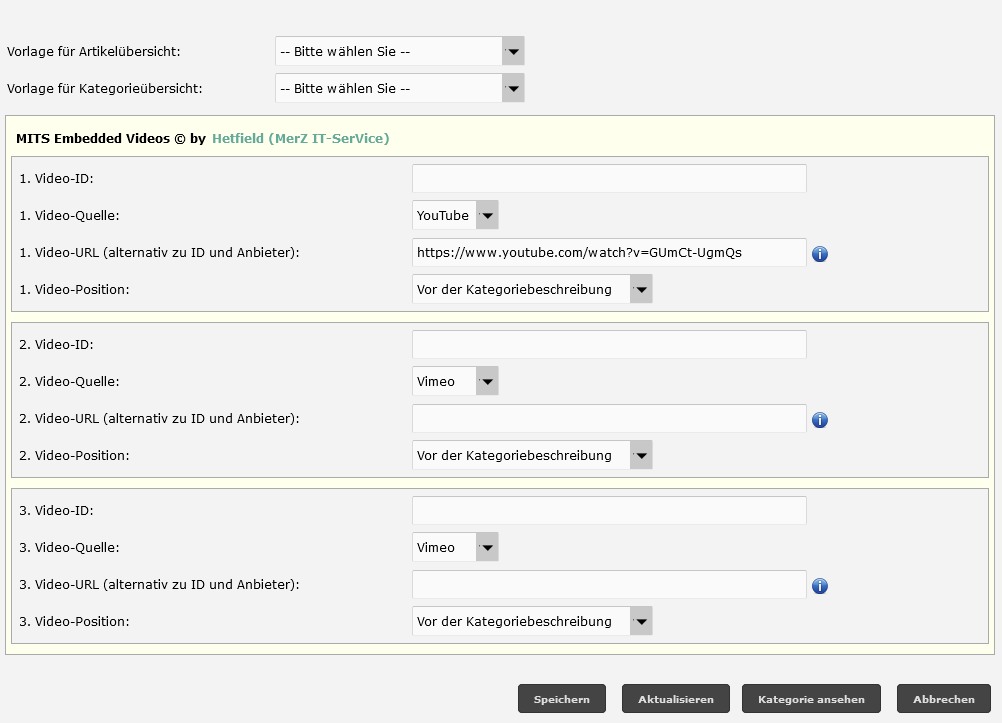 Vorlage für Artikelübersicht: -- Bitte wählen Sie --
Vorlage für Kategorieübersicht: -- Bitte wählen Sie --
MITS Embedded Videos © by Hetfield (MerZ IT-SerVice)
1. Video-ID:
1. Video-Quelle: YouTube
1. Video-URL (alternativ zu ID und Anbieter): https://www.youtube.com/watch?v=GUmCt-UgmQs
1. Video-Position: Vor der Kategoriebeschreibung
2. Video-ID:
2. Video-Quelle: Vimeo
2. Video-URL (alternativ zu ID und Anbieter):
2. Video-Position: Vor der Kategoriebeschreibung
3. Video-ID:
3. Video-Quelle: Vimeo
3. Video-URL (alternativ zu ID und Anbieter):
3. Video-Position: Vor der Kategoriebeschreibung
Speichern Aktualisieren Kategorie ansehen Abbrechen